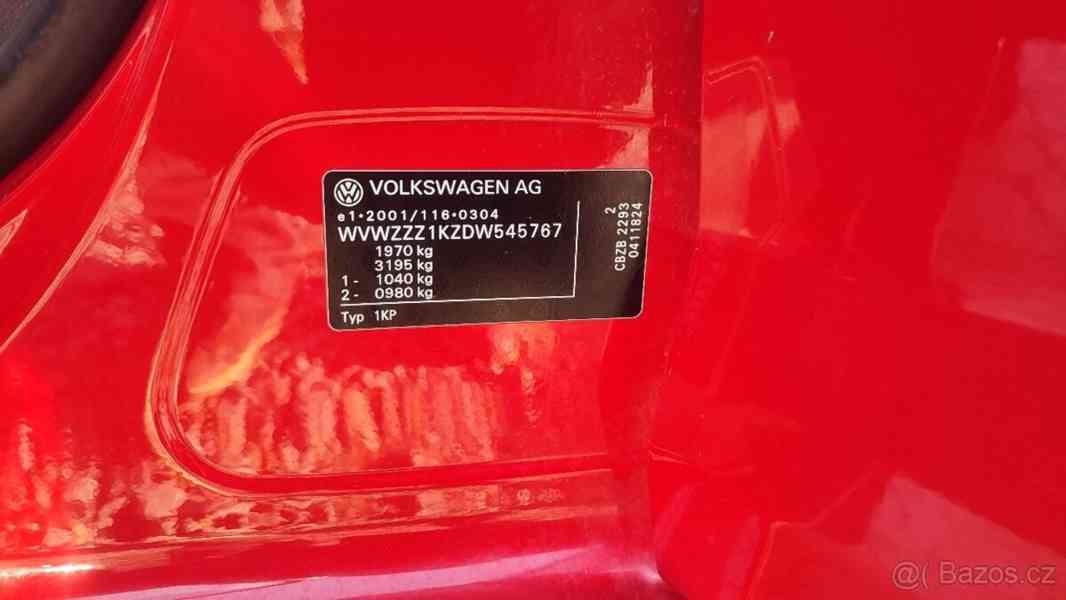 VOLKSWAGEN AG
e1*2001/116*0304
WVWZZZ1KZDW545767
1970 kg
3195 kg
1 - 1040 kg
2 - 0980 kg
Typ 1KP
2
CBZB 2293
0411824
@( Bazos.cz